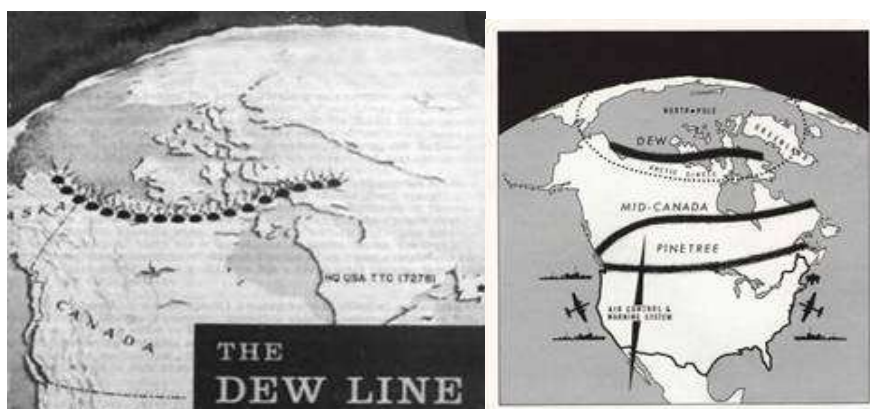 ASKA
CANADA
HQ USA TTC (7278)
THE
DEW LINE
NORTH POLE
GREENLAND
DEW
ARCTIC CIRCLE
MID-CANADA
PINETREE
AIR CONTROL &
WARNING SYSTEM